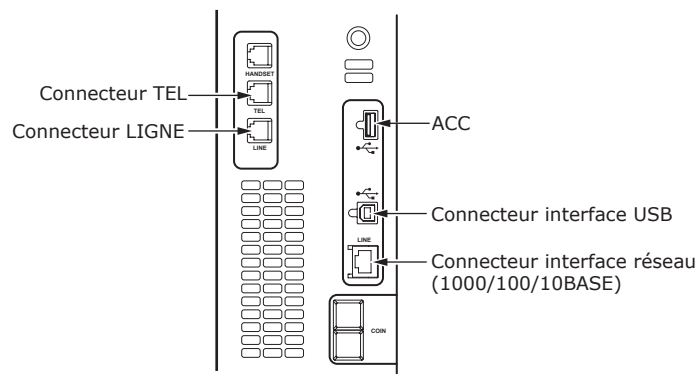 HANDSET
Connecteur TEL
TEL
Connecteur LIGNE
LINE
ACC
Connecteur interface USB
LINE
Connecteur interface réseau
(1000/100/10BASE)
COIN